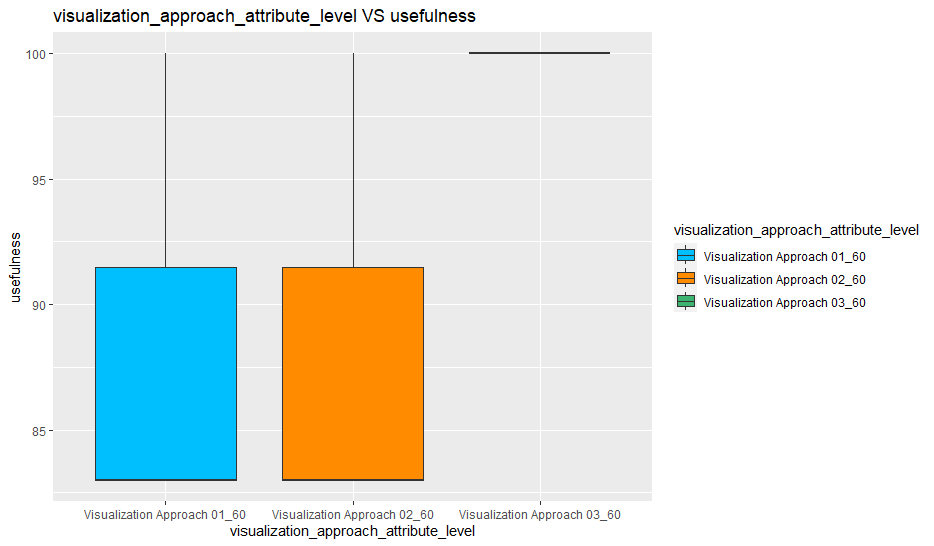 visualization_approach_attribute_level VS usefulness
100
95
90
85
usefulness
Visualization Approach 01_60
Visualization Approach 02_60
Visualization Approach 03_60
visualization_approach_attribute_level
visualization_approach_attribute_level
Visualization Approach 01_60
Visualization Approach 02_60
Visualization Approach 03_60